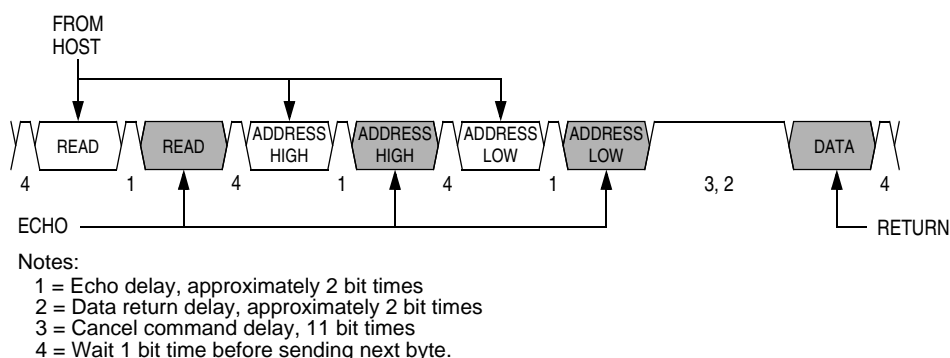 FROM
HOST
READ
READ
ADDRESS
HIGH
ADDRESS
HIGH
ADDRESS
LOW
ADDRESS
LOW
DATA
4
1
4
1
4
1
3, 2
4
ECHO
RETURN
Notes:
1 = Echo delay, approximately 2 bit times
2 = Data return delay, approximately 2 bit times
3 = Cancel command delay, 11 bit times
4 = Wait 1 bit time before sending next byte.